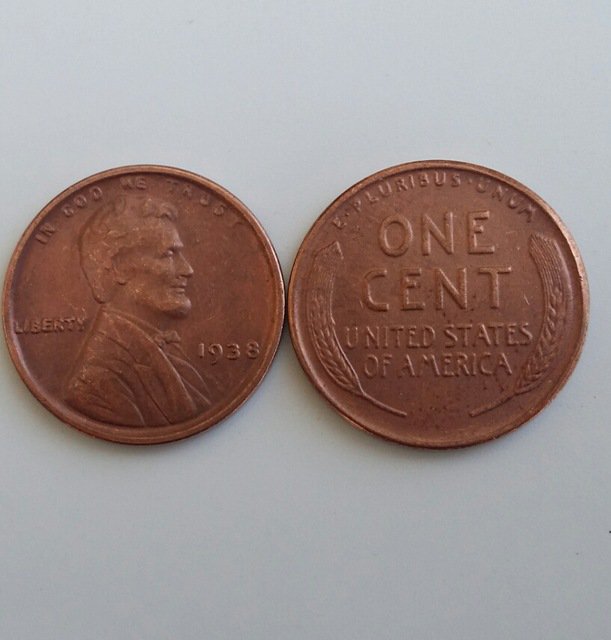 IN GOD WE TRUST
LIBERTY
1938
E·PLURIBUS·UNUM
ONE
CENT
UNITED STATES
OF AMERICA